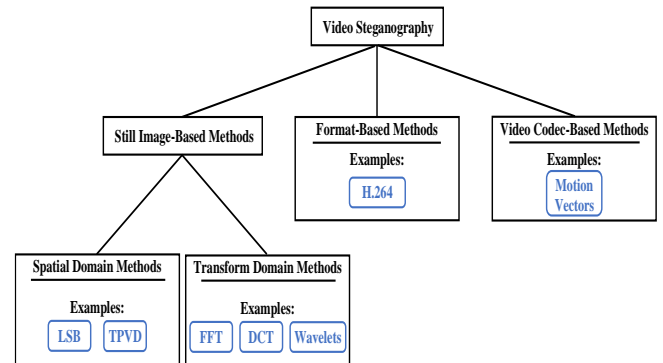 Video Steganography
Still Image-Based Methods
Format-Based Methods
Examples:
H.264
Video Codec-Based Methods
Examples:
Motion
Vectors
Spatial Domain Methods
Examples:
LSB
TPVD
Transform Domain Methods
Examples:
FFT
DCT
Wavelets